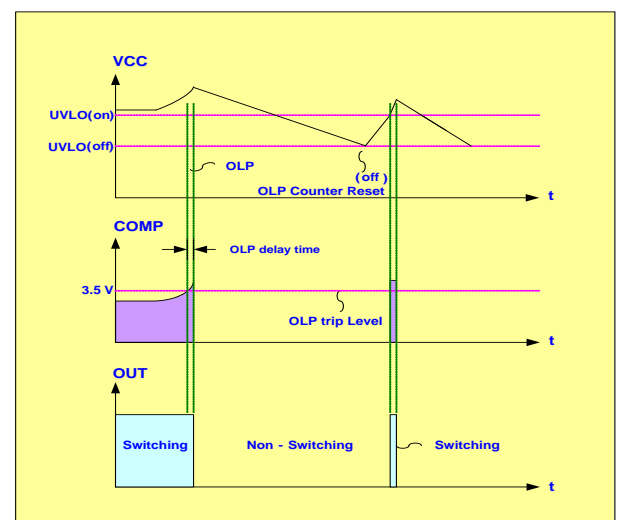 VCC
UVLO(on)
UVLO(off)
OLP
(off )
OLP Counter Reset
t
COMP
OLP delay time
3.5 V
OLP trip Level
t
OUT
Switching
Non - Switching
Switching
t